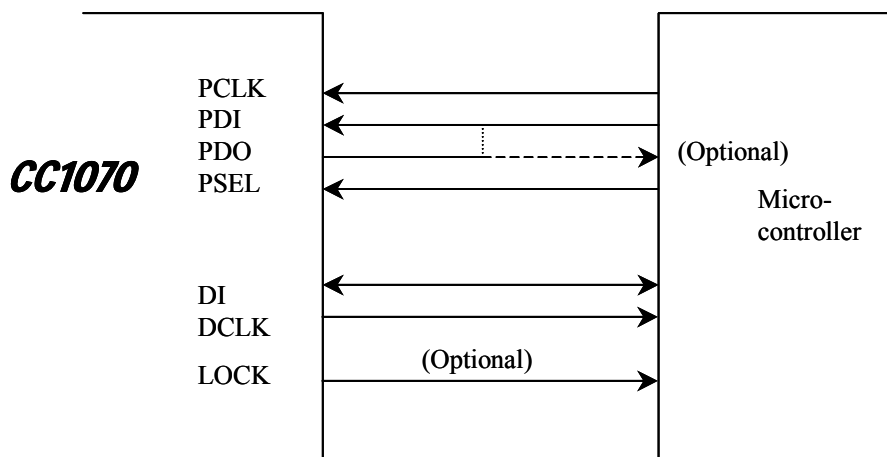 CC1070
PCLK
PDI
PDO
PSEL
DI
DCLK
LOCK
(Optional)
(Optional)
Micro-
controller